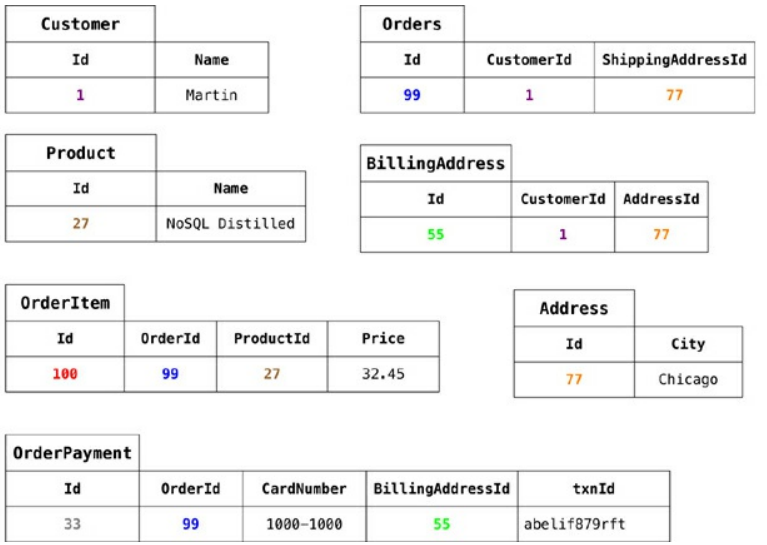 Customer
Id Name
1 Martin
Orders
Id CustomerId ShippingAddressId
99 1 77
Product
Id Name
27 NoSQL Distilled
BillingAddress
Id CustomerId AddressId
55 1 77
OrderItem
Id OrderId ProductId Price
100 99 27 32.45
Address
Id City
77 Chicago
OrderPayment
Id OrderId CardNumber BillingAddressId txnId
33 99 1000-1000 55 abelif879rft